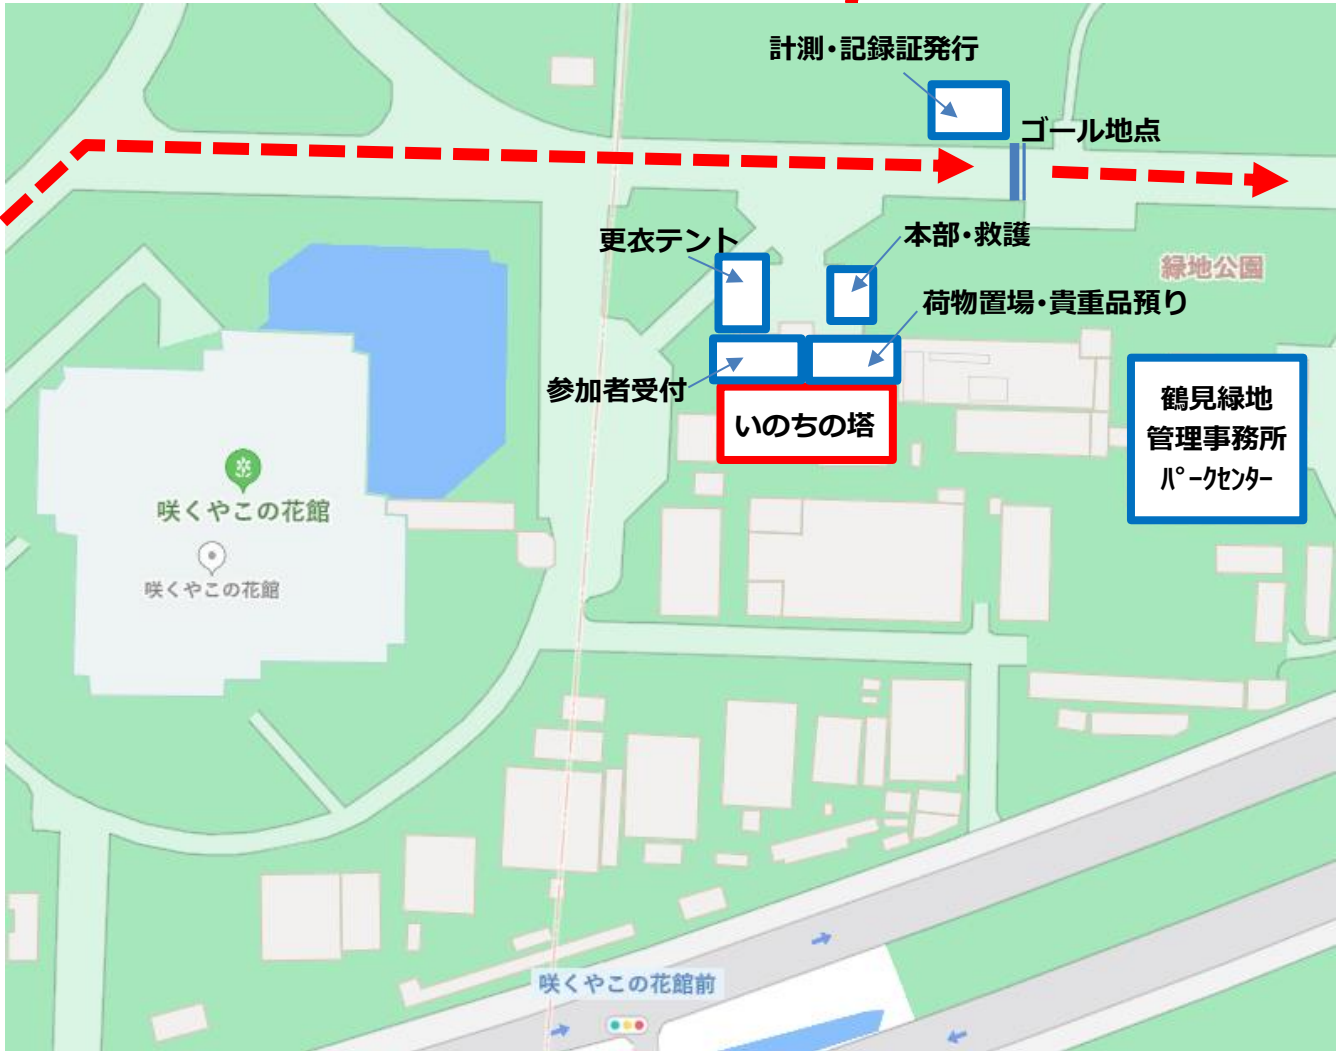 計測・記録証発行
ゴール地点
更衣テント
本部・救護
緑地公園
荷物置場・貴重品預り
参加者受付
いのちの塔
鶴見緑地
管理事務所
ﾊﾟｰｸｾﾝﾀｰ
咲くやこの花館
咲くやこの花館
咲くやこの花館前